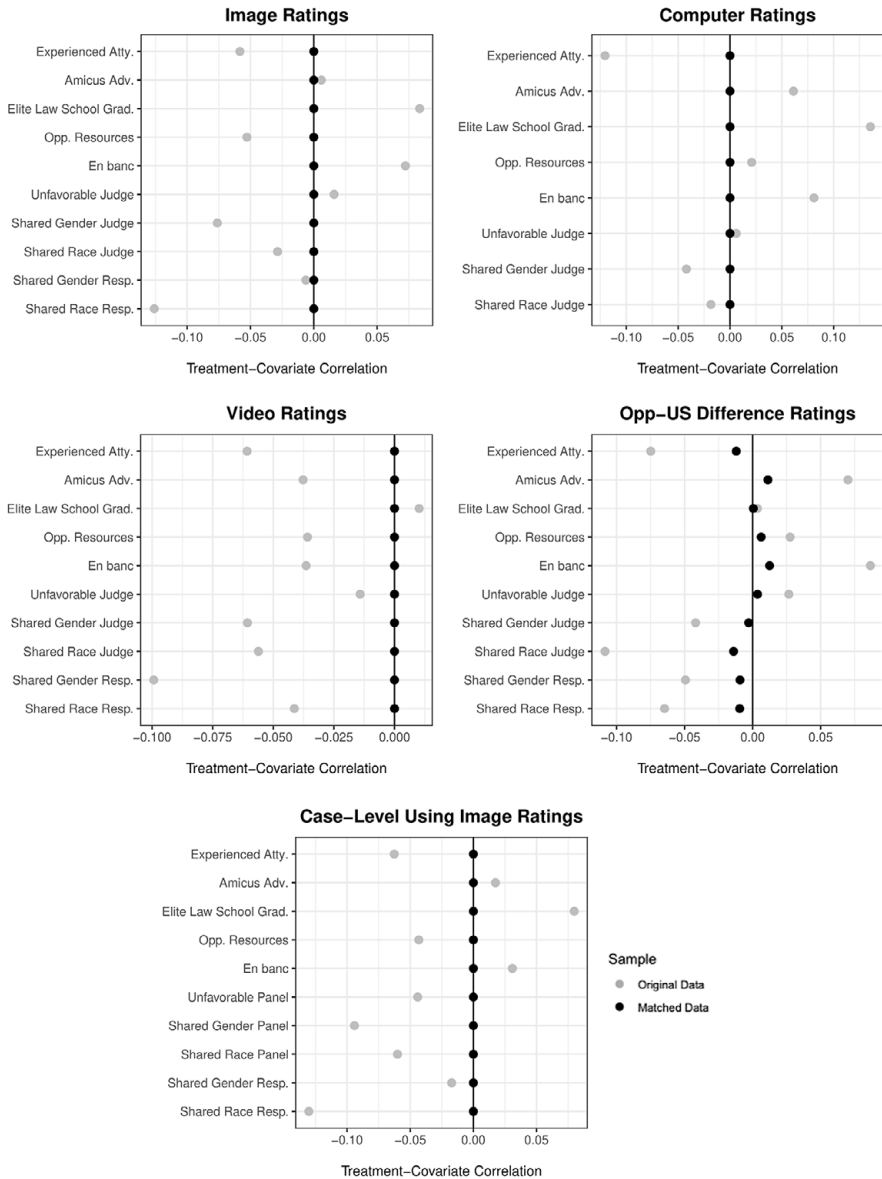 Image Ratings
Experienced Atty.
Amicus Adv.
Elite Law School Grad.
Opp. Resources
En banc
Unfavorable Judge
Shared Gender Judge
Shared Race Judge
Shared Gender Resp.
Shared Race Resp.
−0.10 −0.05 0.00 0.05
Treatment−Covariate Correlation
Computer Ratings
Experienced Atty.
Amicus Adv.
Elite Law School Grad.
Opp. Resources
En banc
Unfavorable Judge
Shared Gender Judge
Shared Race Judge
−0.10 −0.05 0.00 0.05 0.10
Treatment−Covariate Correlation
Video Ratings
Experienced Atty.
Amicus Adv.
Elite Law School Grad.
Opp. Resources
En banc
Unfavorable Judge
Shared Gender Judge
Shared Race Judge
Shared Gender Resp.
Shared Race Resp.
−0.100 −0.075 −0.050 −0.025 0.000
Treatment−Covariate Correlation
Opp−US Difference Ratings
Experienced Atty.
Amicus Adv.
Elite Law School Grad.
Opp. Resources
En banc
Unfavorable Judge
Shared Gender Judge
Shared Race Judge
Shared Gender Resp.
Shared Race Resp.
−0.10 −0.05 0.00 0.05
Treatment−Covariate Correlation
Case−Level Using Image Ratings
Experienced Atty.
Amicus Adv.
Elite Law School Grad.
Opp. Resources
En banc
Unfavorable Panel
Shared Gender Panel
Shared Race Panel
Shared Gender Resp.
Shared Race Resp.
−0.10 −0.05 0.00 0.05
Treatment−Covariate Correlation
Sample
Original Data
Matched Data